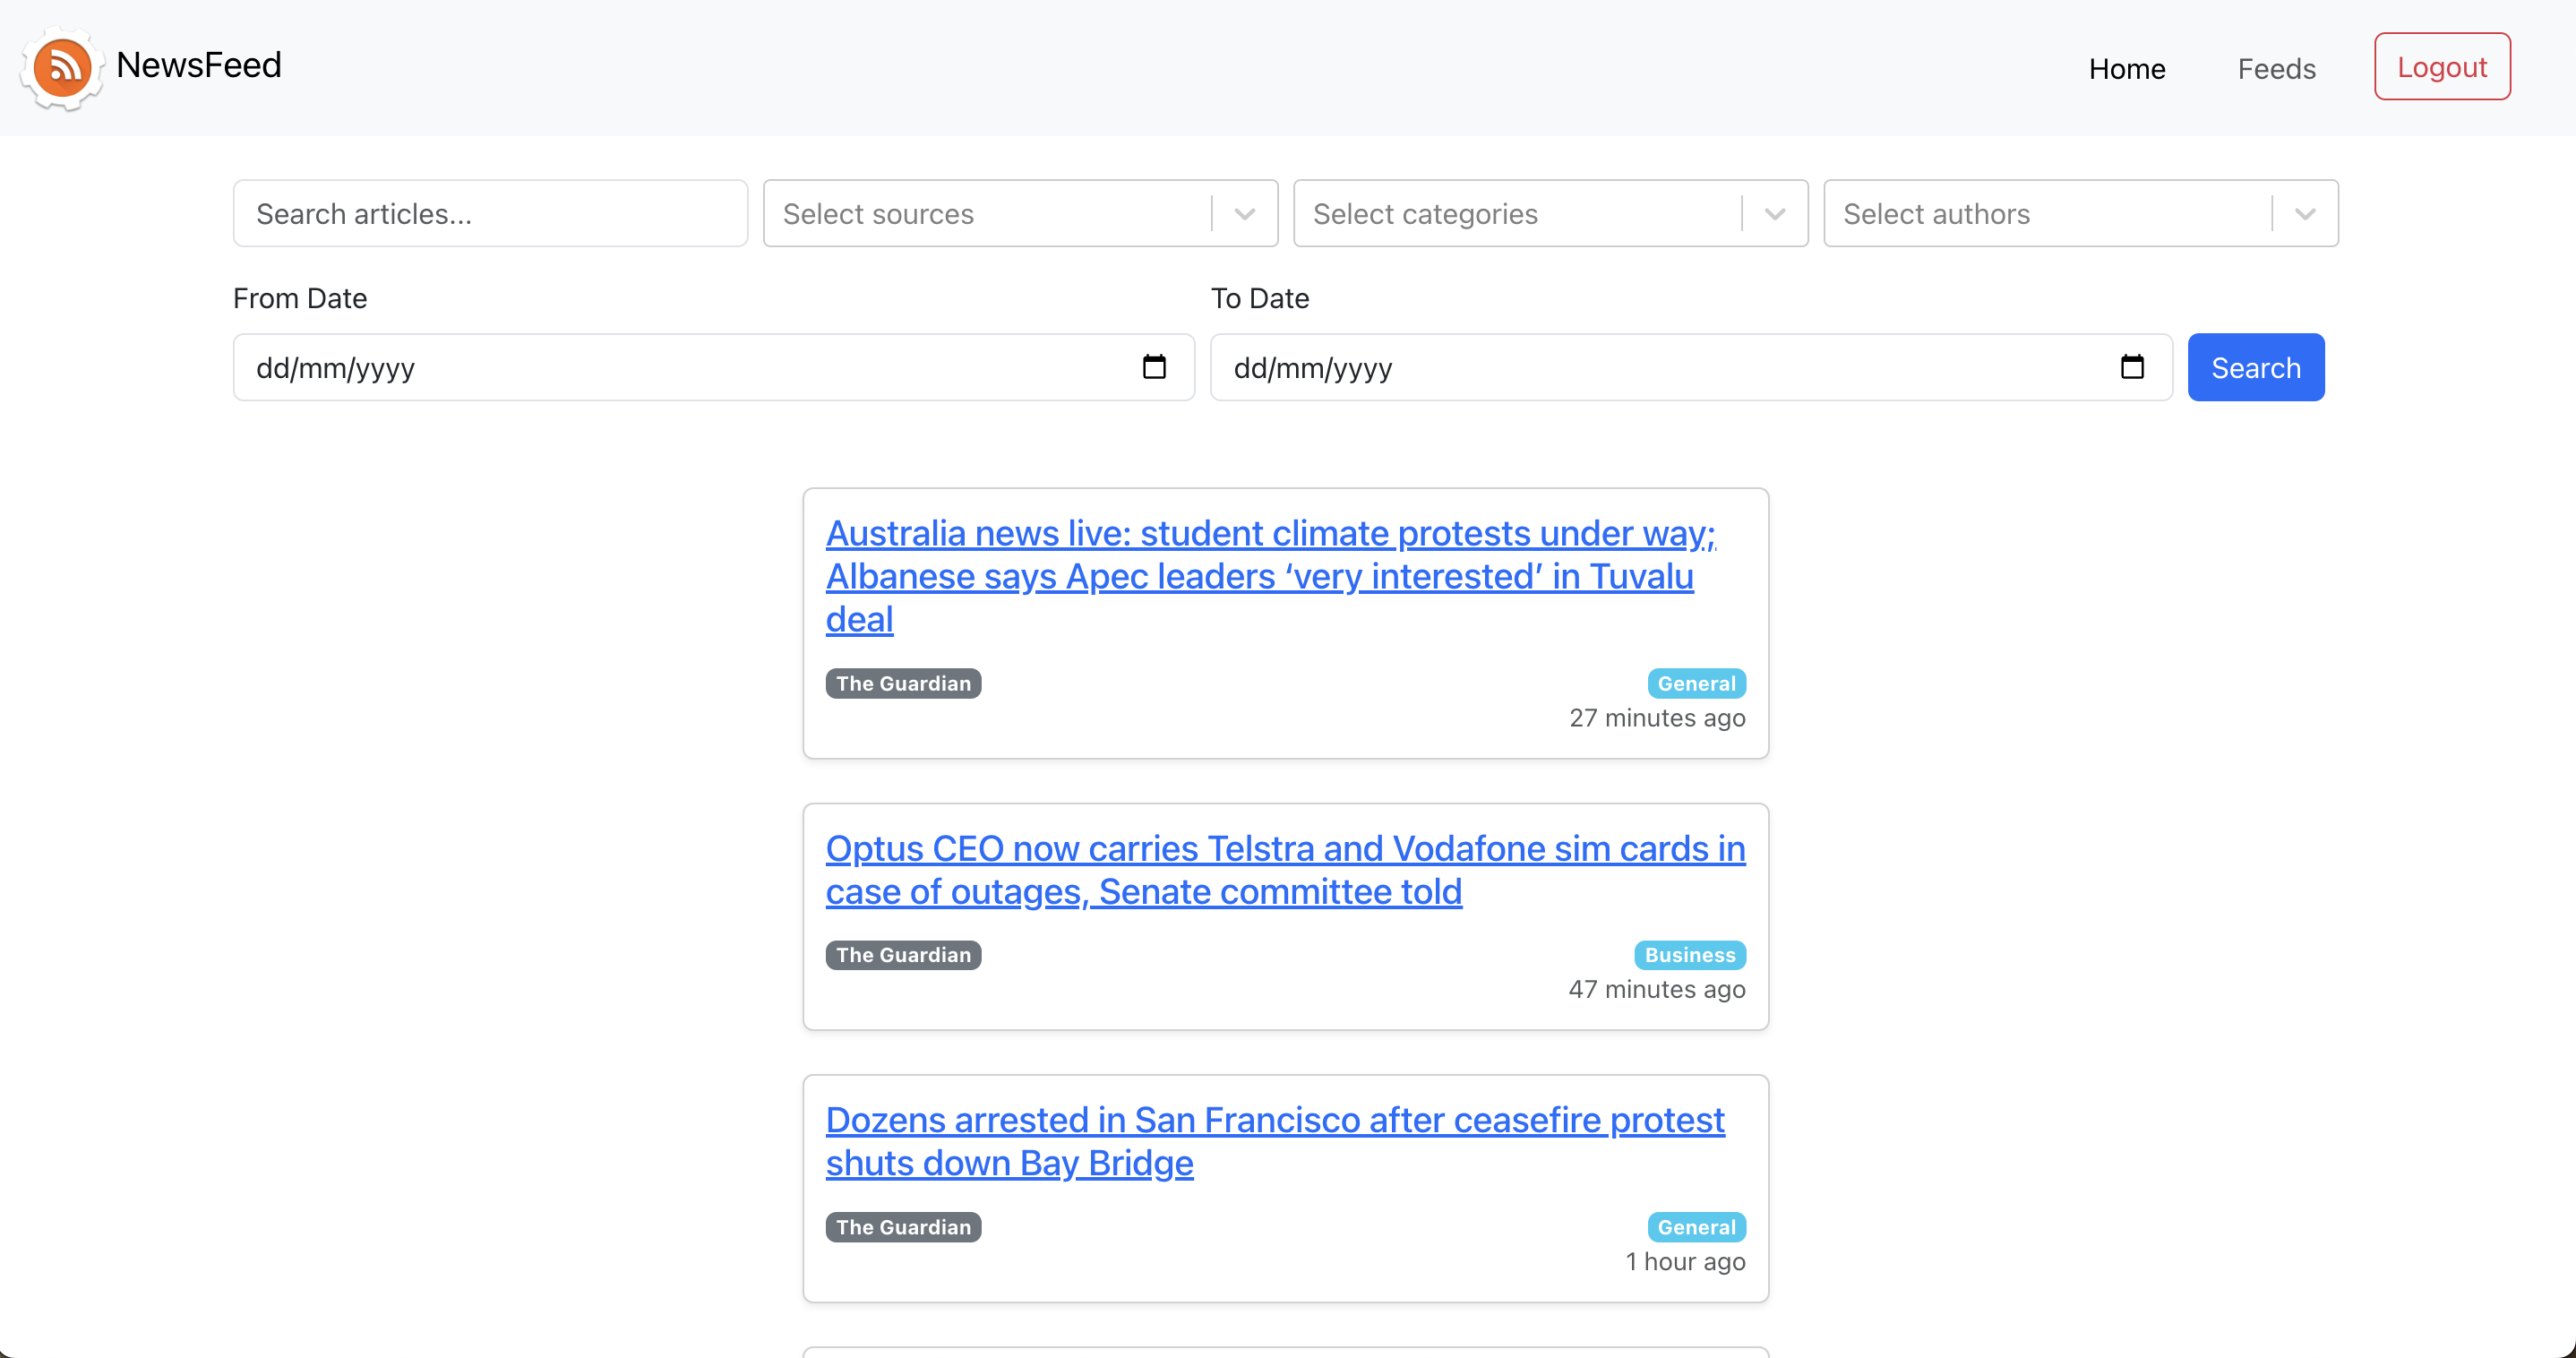 NewsFeed
Home
Feeds
Logout
Search articles...
Select sources
Select categories
Select authors
From Date
To Date
dd/mm/yyyy
dd/mm/yyyy
Search
Australia news live: student climate protests under way;
Albanese says Apec leaders ‘very interested’ in Tuvalu
deal
The Guardian
General
27 minutes ago
Optus CEO now carries Telstra and Vodafone sim cards in
case of outages, Senate committee told
The Guardian
Business
47 minutes ago
Dozens arrested in San Francisco after ceasefire protest
shuts down Bay Bridge
The Guardian
General
1 hour ago